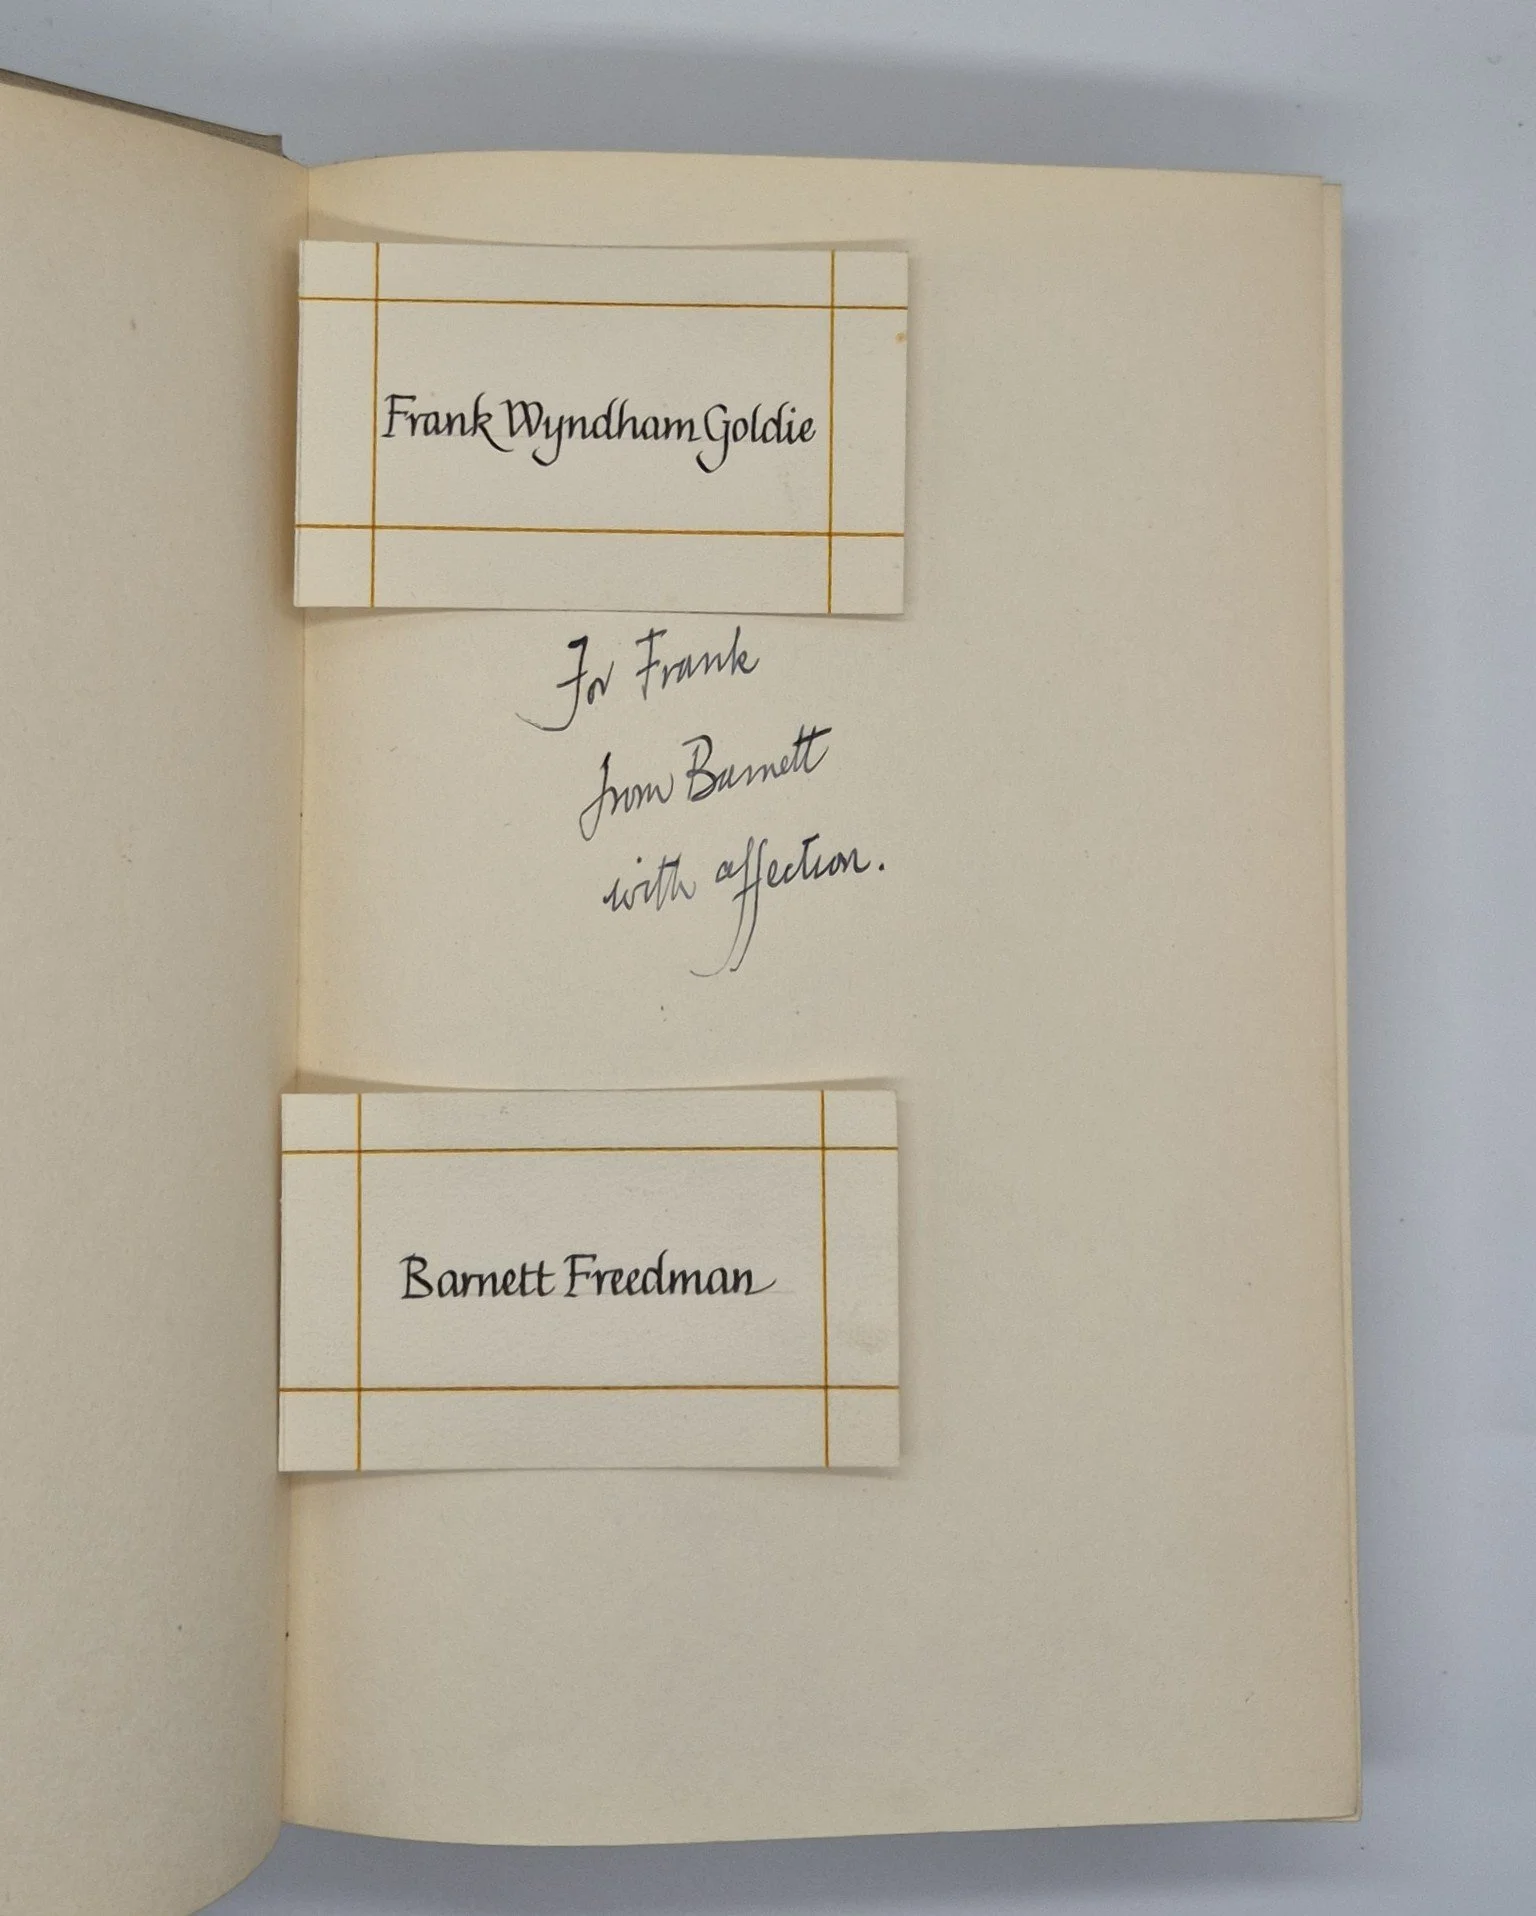 Frank Wyndham Goldie
For Frank
from Barnett
with affection.
Barnett Freedman